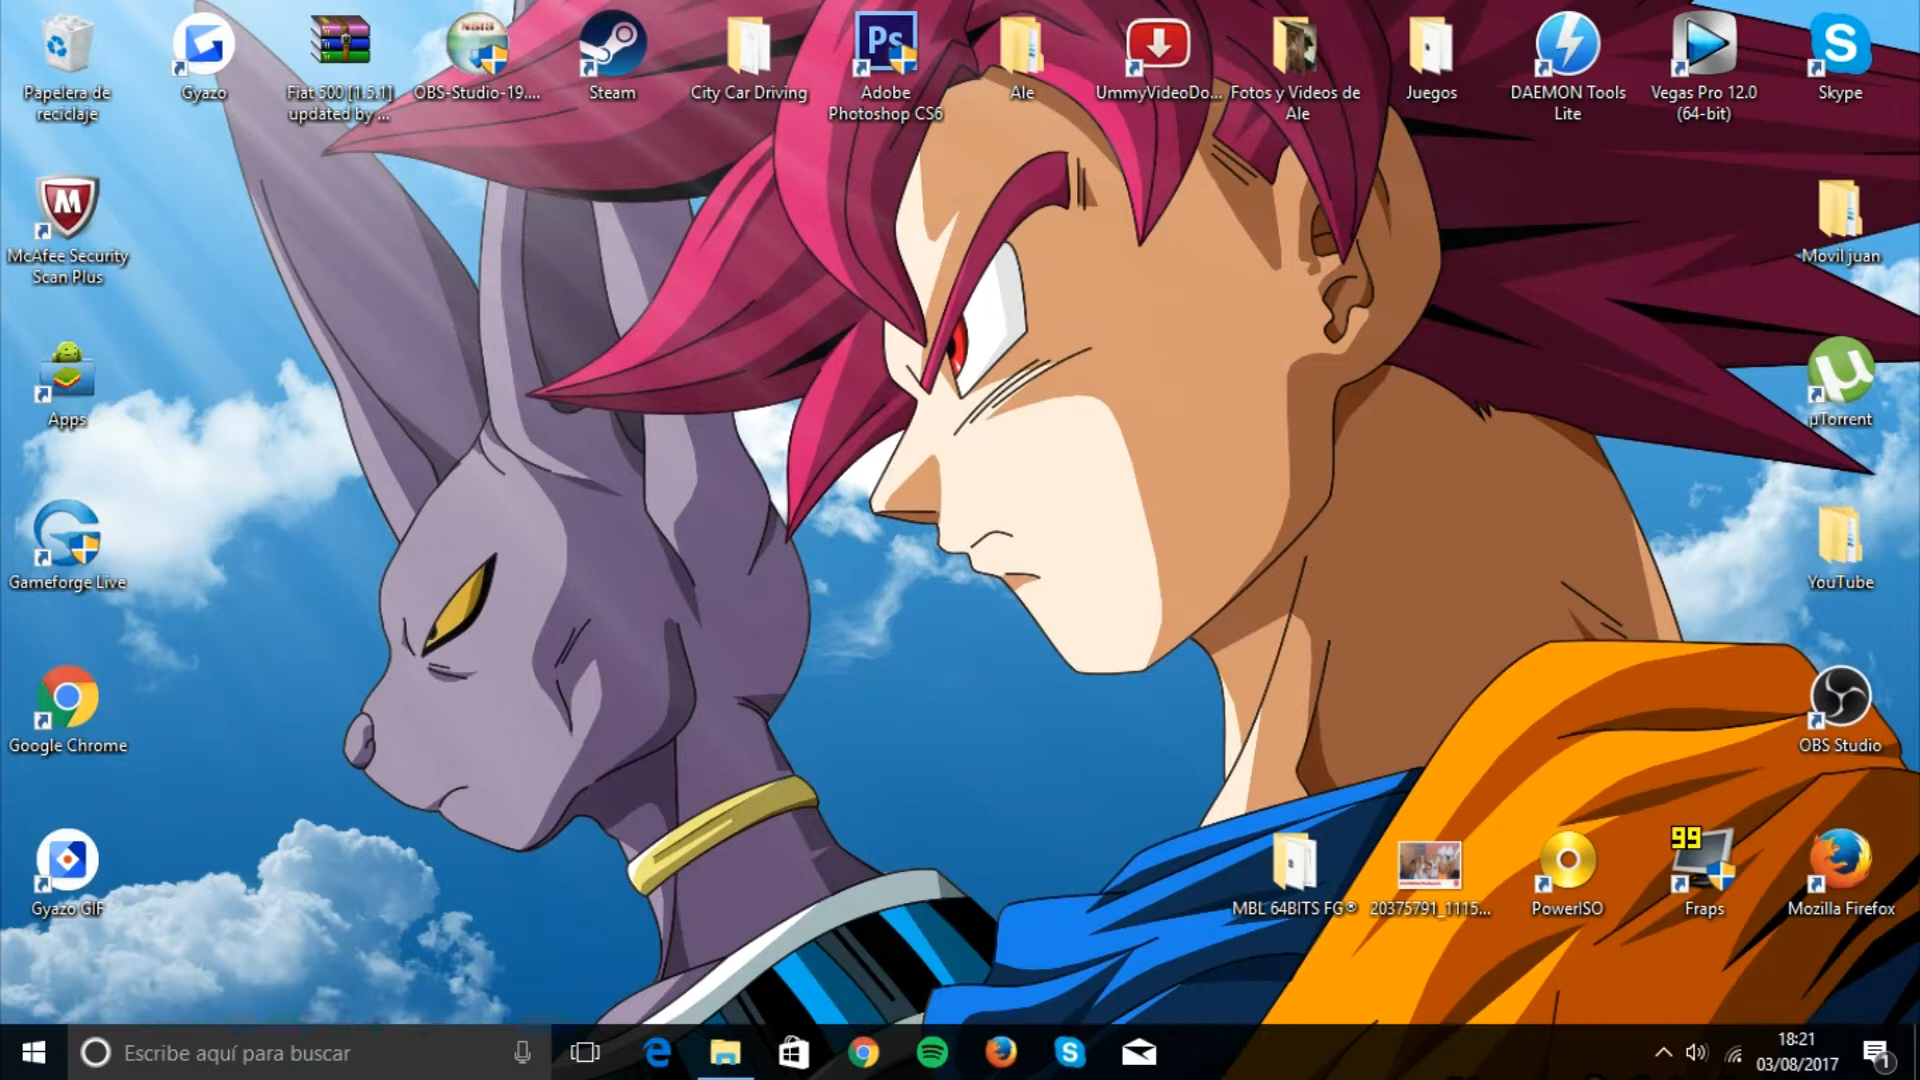 Papelera de
reciclaje
Gyazo
Fiat 500 [1.5.1]
updated by ...
NSIS
OBS-Studio-19....
Steam
City Car Driving
Ps
Adobe
Photoshop CS6
Ale
UmmyVideoDo...
Fotos y Videos de
Ale
Juegos
DAEMON Tools
Lite
Vegas Pro 12.0
(64-bit)
S
Skype
M
McAfee Security
Scan Plus
Movil juan
Apps
µ
µTorrent
Gameforge Live
YouTube
Google Chrome
OBS Studio
Gyazo GIF
MBL 64BITS FG®
20375791_1115...
PowerISO
99
Fraps
Mozilla Firefox
Escribe aquí para buscar
18:21
03/08/2017
1